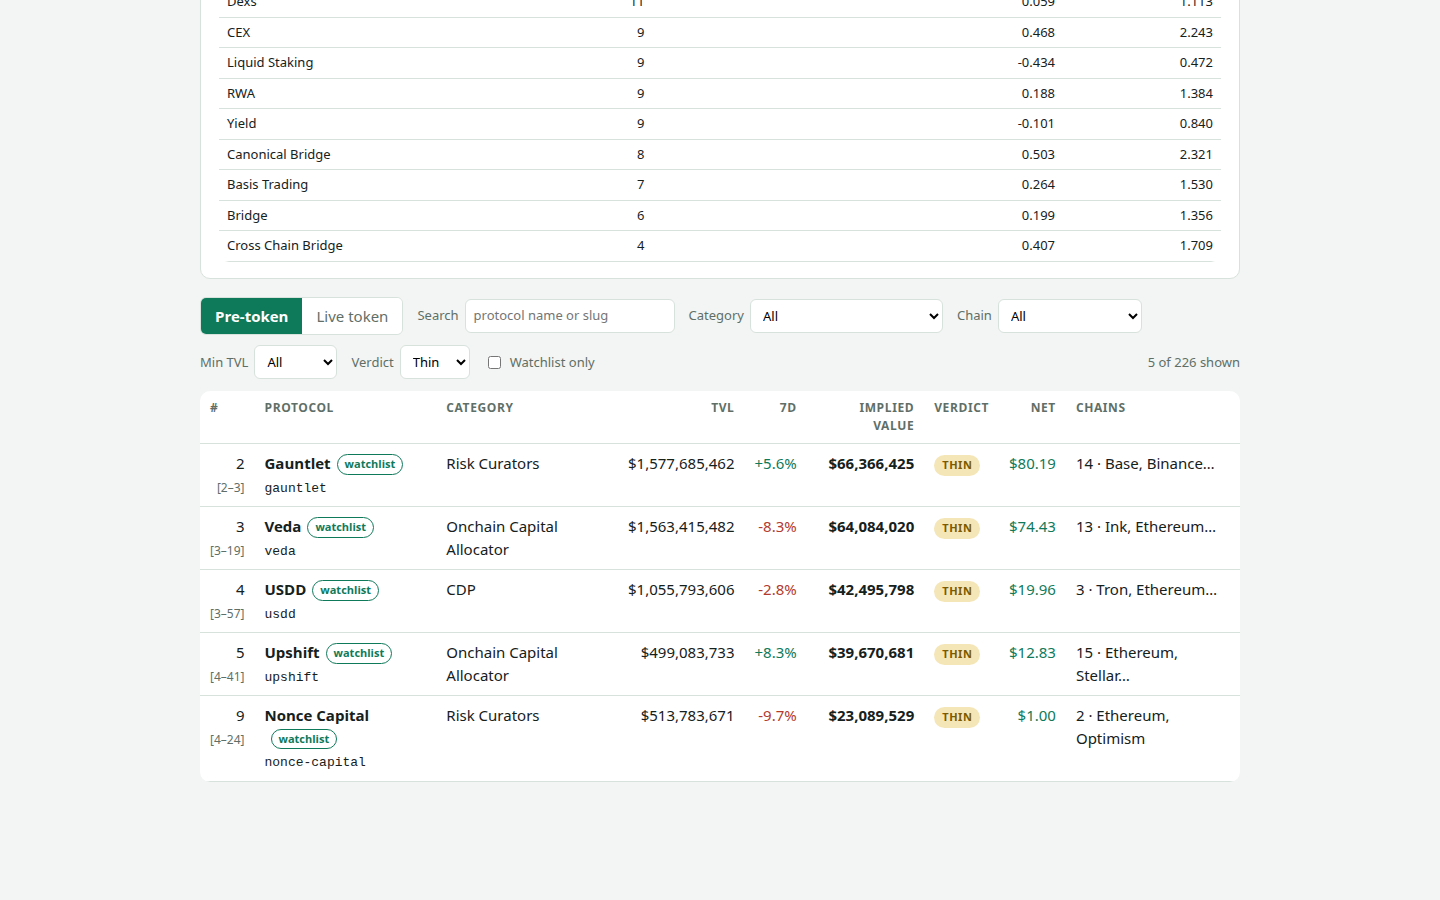 Dexs 11 0.059 1.113
CEX 9 0.468 2.243
Liquid Staking 9 -0.434 0.472
RWA 9 0.188 1.384
Yield 9 -0.101 0.840
Canonical Bridge 8 0.503 2.321
Basis Trading 7 0.264 1.530
Bridge 6 0.199 1.356
Cross Chain Bridge 4 0.407 1.709
Pre-token Live token Search protocol name or slug Category All Chain All
Min TVL All Verdict Thin Watchlist only 5 of 226 shown
# PROTOCOL CATEGORY TVL 7D IMPLIED VERDICT NET CHAINS
VALUE
2 Gauntlet watchlist Risk Curators $1,577,685,462 +5.6% $66,366,425 THIN $80.19 14 · Base, Binance...
[2–3] gauntlet
3 Veda watchlist Onchain Capital $1,563,415,482 -8.3% $64,084,020 THIN $74.43 13 · Ink, Ethereum...
[3–19] veda Allocator
4 USDD watchlist CDP $1,055,793,606 -2.8% $42,495,798 THIN $19.96 3 · Tron, Ethereum...
[3–57] usdd
5 Upshift watchlist Onchain Capital $499,083,733 +8.3% $39,670,681 THIN $12.83 15 · Ethereum,
[4–41] upshift Allocator Stellar...
9 Nonce Capital Risk Curators $513,783,671 -9.7% $23,089,529 THIN $1.00 2 · Ethereum,
[4–24] watchlist Optimism
nonce-capital